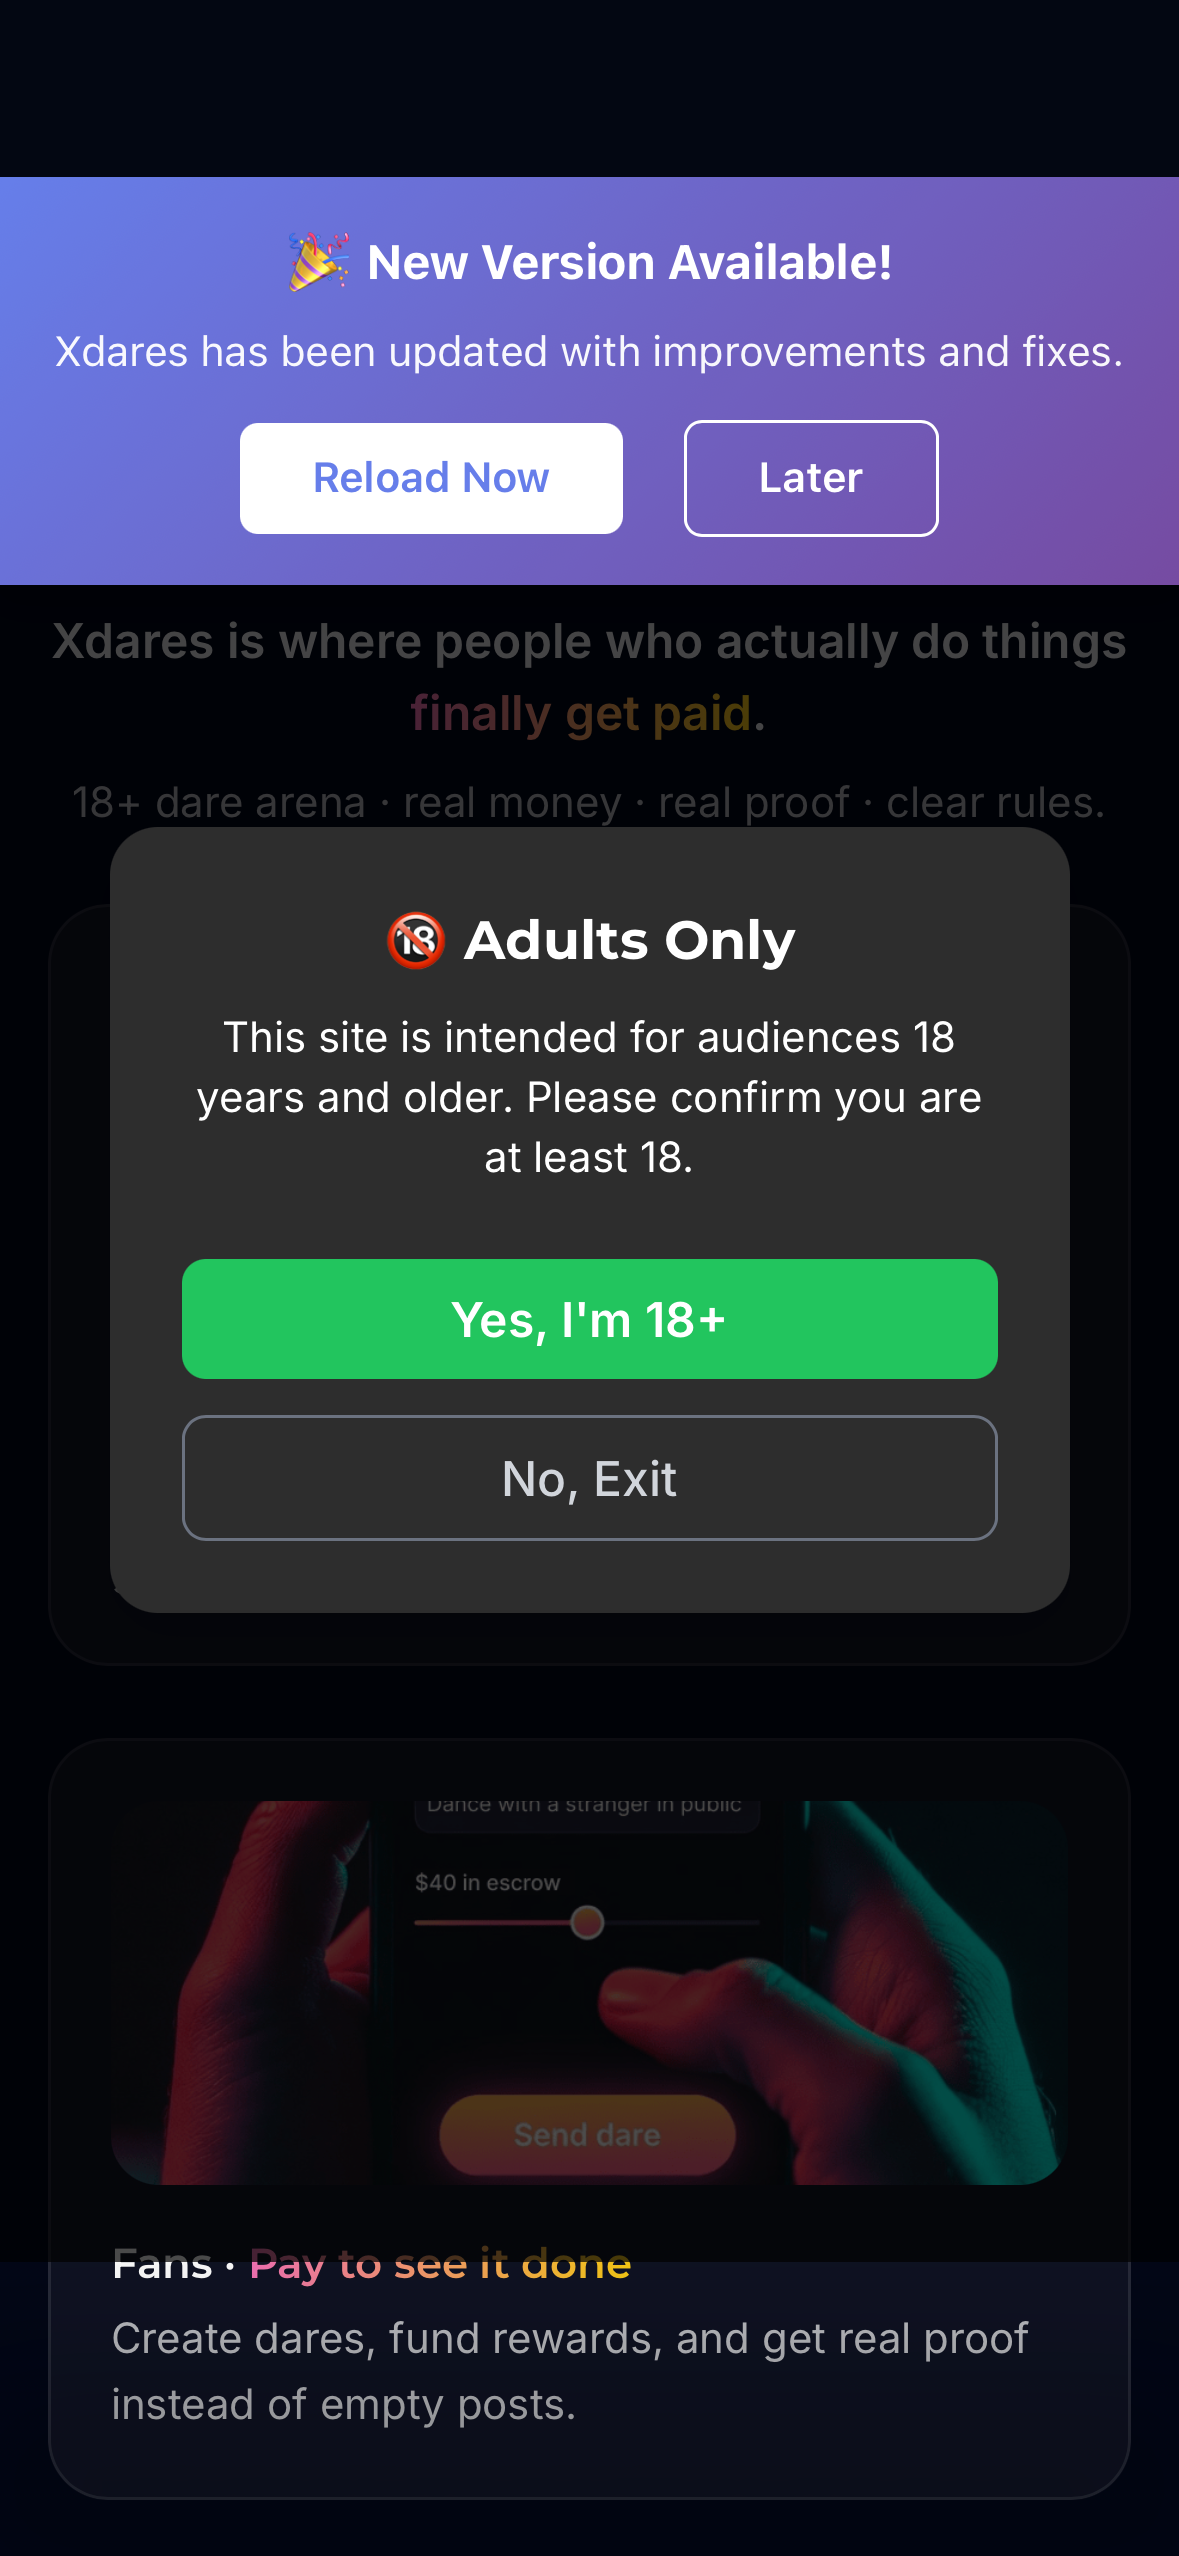 🎉 New Version Available!
Xdares has been updated with improvements and fixes.
Reload Now
Later
Xdares is where people who actually do things
finally get paid.
18+ dare arena · real money · real proof · clear rules.
🔞 Adults Only
This site is intended for audiences 18
years and older. Please confirm you are
at least 18.
Yes, I'm 18+
No, Exit
Dance with a stranger in public
$40 in escrow
Send dare
Fans · Pay to see it done
Create dares, fund rewards, and get real proof
instead of empty posts.